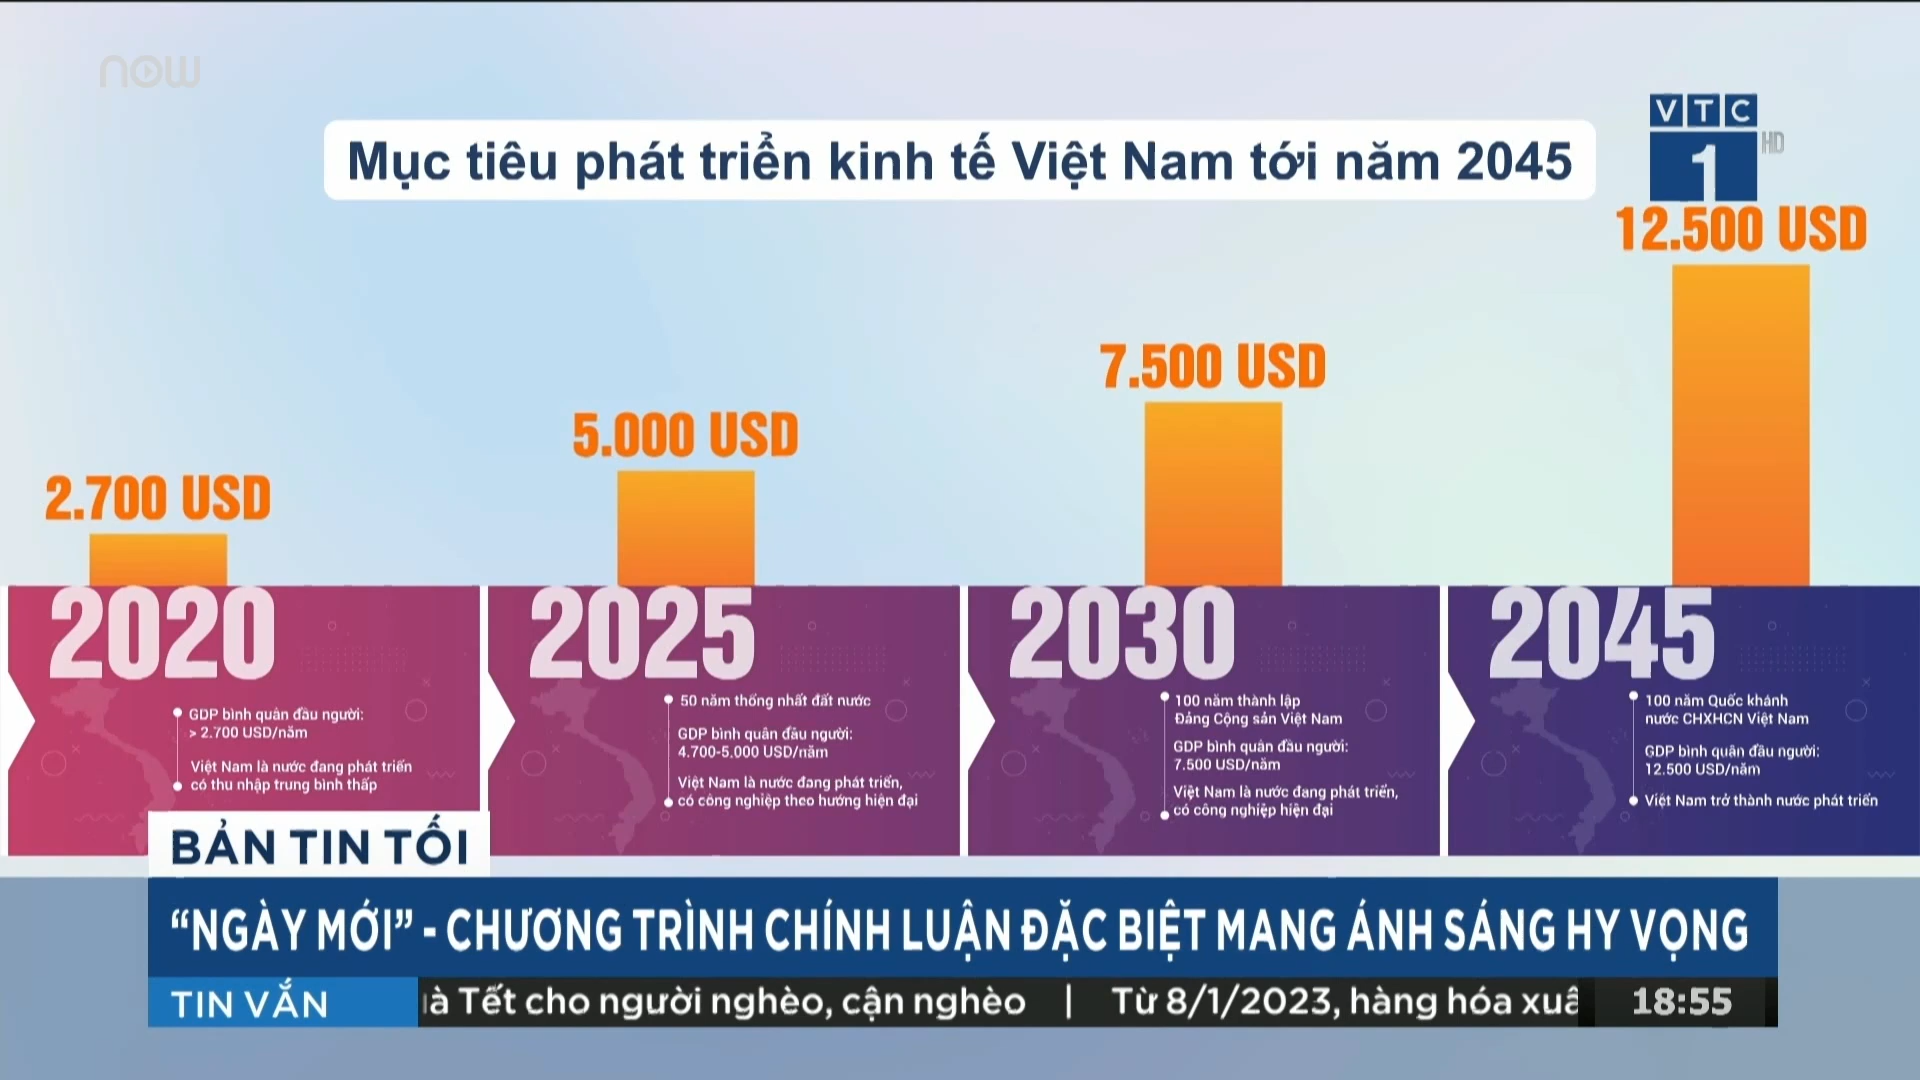 now
VTC
1
HD
Mục tiêu phát triển kinh tế Việt Nam tới năm 2045
2.700 USD
5.000 USD
7.500 USD
12.500 USD
2020
GDP bình quân đầu người:
> 2.700 USD/năm
Việt Nam là nước đang phát triển
có thu nhập trung bình thấp
2025
50 năm thống nhất đất nước
GDP bình quân đầu người:
4.700-5.000 USD/năm
Việt Nam là nước đang phát triển,
có công nghiệp theo hướng hiện đại
2030
100 năm thành lập
Đảng Cộng sản Việt Nam
GDP bình quân đầu người:
7.500 USD/năm
Việt Nam là nước đang phát triển,
có công nghiệp hiện đại
2045
100 năm Quốc khánh
nước CHXHCN Việt Nam
GDP bình quân đầu người:
12.500 USD/năm
Việt Nam trở thành nước phát triển
BẢN TIN TỐI
“NGÀY MỚI” - CHƯƠNG TRÌNH CHÍNH LUẬN ĐẶC BIỆT MANG ÁNH SÁNG HY VỌNG
TIN VẮN
Tết cho người nghèo, cận nghèo | Từ 8/1/2023, hàng hóa
18:55